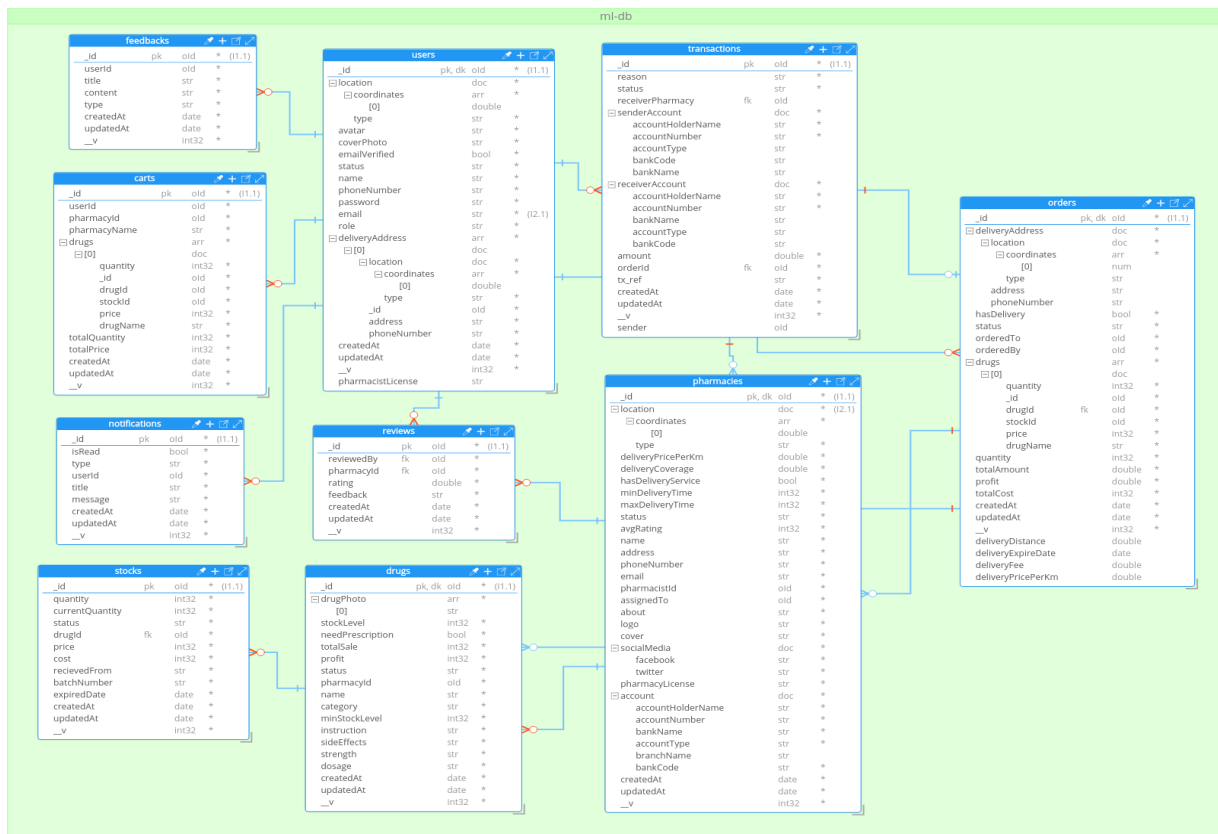 ml-db
feedbacks
_id pk oid * (I1.1)
userId oid *
title str *
content str *
type str *
createdAt date *
updatedAt date *
__v int32 *
users
_id pk, dk oid * (I1.1)
location doc *
coordinates arr *
[0] double
type str *
avatar str *
coverPhoto str *
emailVerified bool *
status str *
name str *
phoneNumber str *
password str *
email str * (I2.1)
role str *
deliveryAddress arr *
[0] doc
location doc *
coordinates arr *
[0] double
type str *
_id oid *
address str *
phoneNumber str *
createdAt date *
updatedAt date *
__v int32 *
pharmacistLicense str
transactions
_id pk oid * (I1.1)
reason str *
status str *
receiverPharmacy fk oid
senderAccount doc *
accountHolderName str *
accountNumber str *
accountType str
bankCode str
bankName str
receiverAccount doc *
accountHolderName str *
accountNumber str *
bankName str
accountType str
bankCode str
amount double *
orderId fk oid *
tx_ref str *
createdAt date *
updatedAt date *
__v int32 *
sender oid
carts
_id pk oid * (I1.1)
userId oid *
pharmacyId oid *
pharmacyName str *
drugs arr *
[0] doc
quantity int32 *
_id oid *
drugId oid *
stockId oid *
price int32 *
drugName str *
totalQuantity int32 *
totalPrice int32 *
createdAt date *
updatedAt date *
__v int32 *
orders
_id pk, dk oid * (I1.1)
deliveryAddress doc *
location doc *
coordinates arr *
[0] num
type str *
address str
phoneNumber str
hasDelivery bool *
status str *
orderedTo oid *
orderedBy oid *
drugs arr *
[0] doc
quantity int32 *
_id oid *
drugId fk oid *
stockId oid *
price int32 *
drugName str *
quantity int32 *
totalAmount double *
profit double *
totalCost int32 *
createdAt date *
updatedAt date *
__v int32 *
deliveryDistance double
deliveryExpireDate date
deliveryFee double
deliveryPricePerKm double
pharmacies
_id pk, dk oid * (I1.1)
location doc * (I2.1)
coordinates arr *
[0] double
type str *
deliveryPricePerKm double *
deliveryCoverage double *
hasDeliveryService bool *
minDeliveryTime int32 *
maxDeliveryTime int32 *
status str *
avgRating int32 *
name str *
address str *
phoneNumber str *
email str *
pharmacistId oid *
assignedTo oid *
about str *
logo str *
cover str *
socialMedia doc *
facebook str *
twitter str *
pharmacyLicense str *
account doc *
accountHolderName str *
accountNumber str *
bankName str *
accountType str *
branchName str
bankCode str *
createdAt date *
updatedAt date *
__v int32 *
notifications
_id pk oid * (I1.1)
isRead bool *
type str *
userId oid *
title str *
message str *
createdAt date *
updatedAt date *
__v int32 *
reviews
_id pk oid * (I1.1)
reviewedBy fk oid *
pharmacyId fk oid *
rating double *
feedback str *
createdAt date *
updatedAt date *
__v int32 *
stocks
_id pk oid * (I1.1)
quantity int32 *
currentQuantity int32 *
status str *
drugId fk oid *
price int32 *
cost int32 *
recievedFrom str *
batchNumber str *
expiredDate date *
createdAt date *
updatedAt date *
__v int32 *
drugs
_id pk, dk oid * (I1.1)
drugPhoto arr *
[0] str
stockLevel int32 *
needPrescription bool *
totalSale int32 *
profit int32 *
status str *
pharmacyId oid *
name str *
category str *
minStockLevel int32 *
instruction str *
sideEffects str *
strength str *
dosage str *
createdAt date *
updatedAt date *
__v int32 *